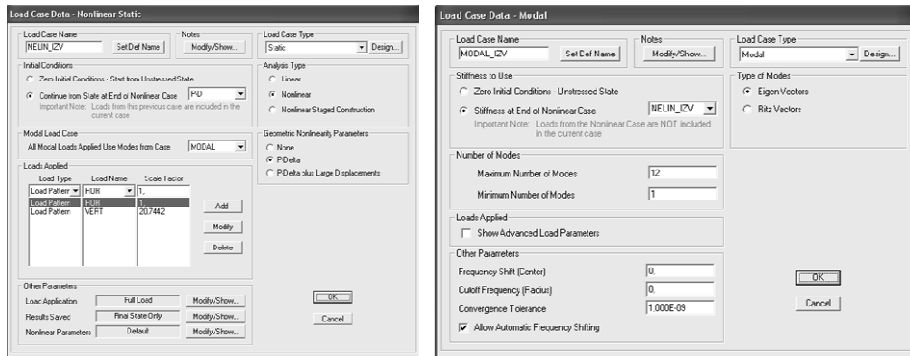 Load Case Data - Nonlinear Static
Load Case Name
NELIN_IZV
Set Def Name
Notes
Modify/Show...
Load Case Type
Static
Design...
Initial Conditions
Zero Initial Conditions - Start from Unstressed State
Continue from State at End of Nonlinear Case
PD
Important Note: Loads from this previous case are included in the
current case
Analysis Type
Linear
Nonlinear
Nonlinear Staged Construction
Modal Load Case
All Modal Loads Applied Use Modes from Case
MODAL
Geometric Nonlinearity Parameters
None
P-Delta
P-Delta plus Large Displacements
Loads Applied
Load Type Load Name Scale Factor
Load Pattern HOR 1,
Load Pattern HOR 1,
Load Pattern VERT 20,7442
Add
Modify
Delete
Other Parameters
Load Application Full Load Modify/Show...
Results Saved Final State Only Modify/Show...
Nonlinear Parameters Default Modify/Show...
OK
Cancel
Load Case Data - Modal
Load Case Name
MODAL_IZV
Set Def Name
Notes
Modify/Show...
Load Case Type
Modal
Design...
Stiffness to Use
Zero Initial Conditions - Unstressed State
Stiffness at End of Nonlinear Case
NELIN_IZV
Important Note: Loads from the Nonlinear Case are NOT included
in the current case
Type of Modes
Eigen Vectors
Ritz Vectors
Number of Modes
Maximum Number of Modes 12
Minimum Number of Modes 1
Loads Applied
Show Advanced Load Parameters
Other Parameters
Frequency Shift (Center) 0,
Cutoff Frequency (Radius) 0,
Convergence Tolerance 1,000E-09
Allow Automatic Frequency Shifting
OK
Cancel